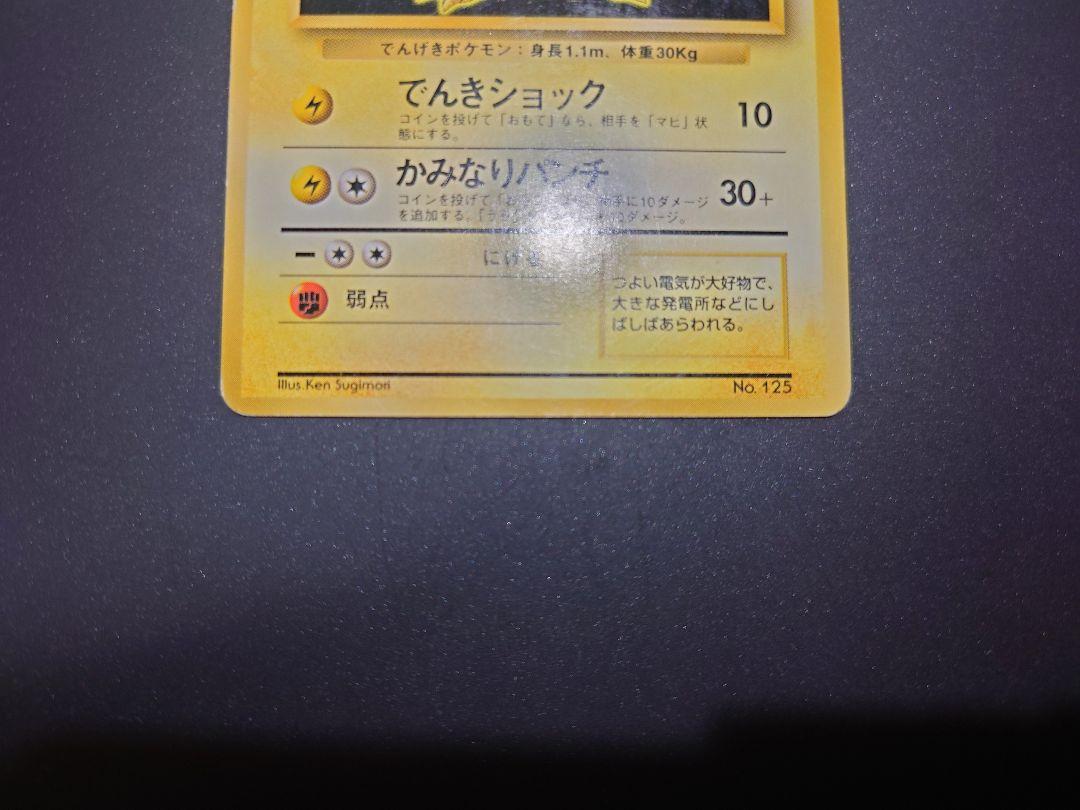 でんげきポケモン：身長1.1m、体重30Kg
でんきショック 10
コインを投げて「おもて」なら、相手を「マヒ」状
態にする。
かみなりパンチ 30+
コインを投げて「お 手に10ダメージ
を追加する。「うら ダメージ。
にげる
弱点
つよい電気が大好物で、
大きな発電所などにし
ばしばあらわれる。
Illus.Ken Sugimori
No. 125